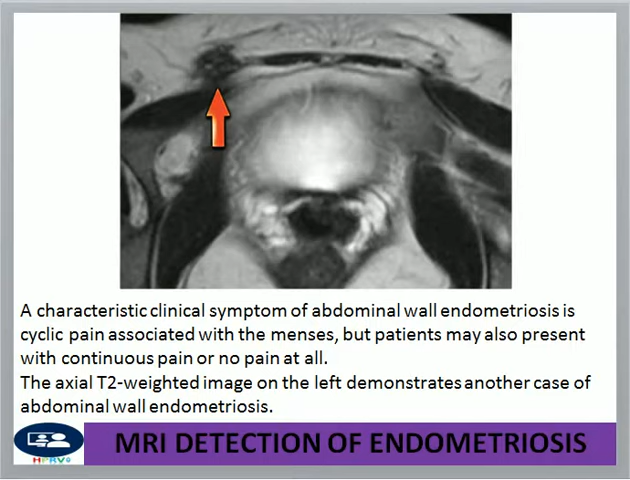 A characteristic clinical symptom of abdominal wall endometriosis is
cyclic pain associated with the menses, but patients may also present
with continuous pain or no pain at all.
The axial T2-weighted image on the left demonstrates another case of
abdominal wall endometriosis.
MRI DETECTION OF ENDOMETRIOSIS